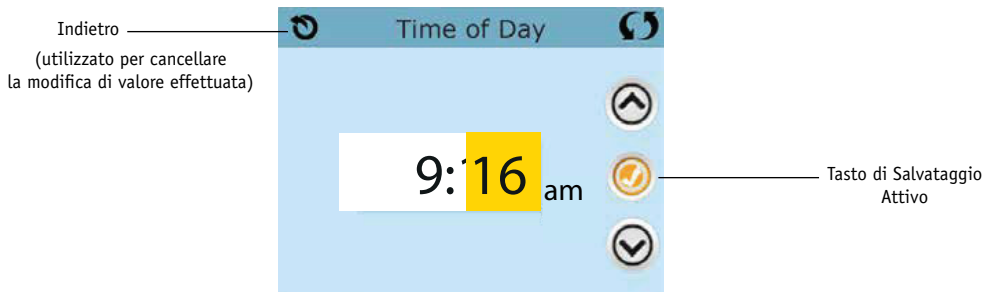 Indietro
(utilizzato per cancellare
la modifica di valore effettuata)
Time of Day
9:16 am
Tasto di Salvataggio
Attivo